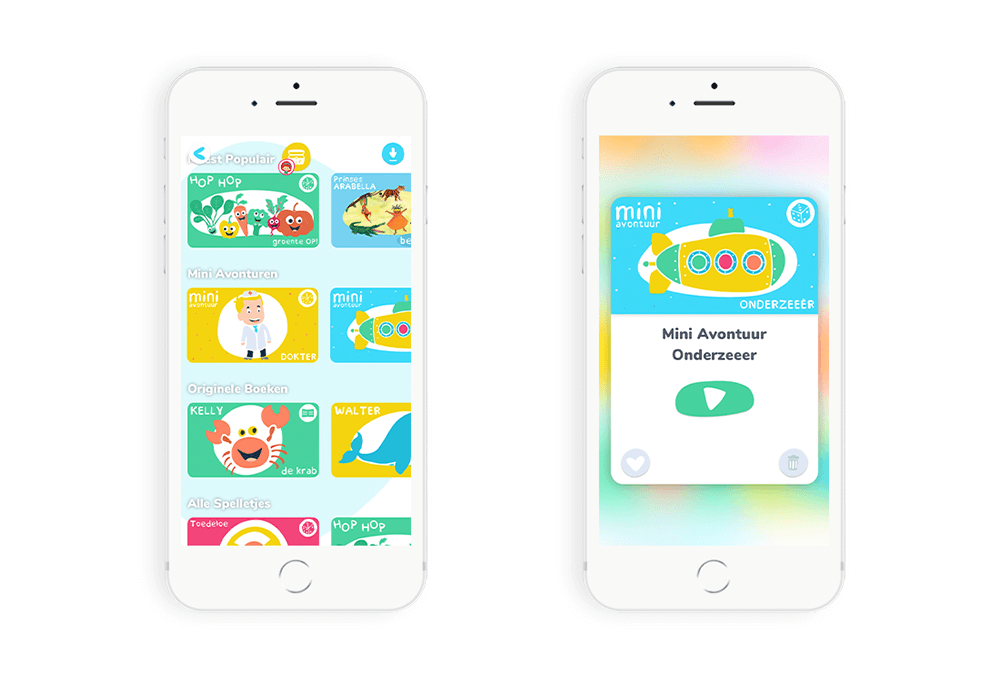 Meest Populair
HOP HOP
groente OP!
Prinses
ARABELLA
be
Mini Avonturen
mini
avontuur
DOKTER
mini
avontuur
Originele Boeken
KELLY
de krab
WALTER
Alle Spelletjes
Toedeloe
HOP HOP
mini
avontuur
ONDERZEEËR
Mini Avontuur
Onderzeeer